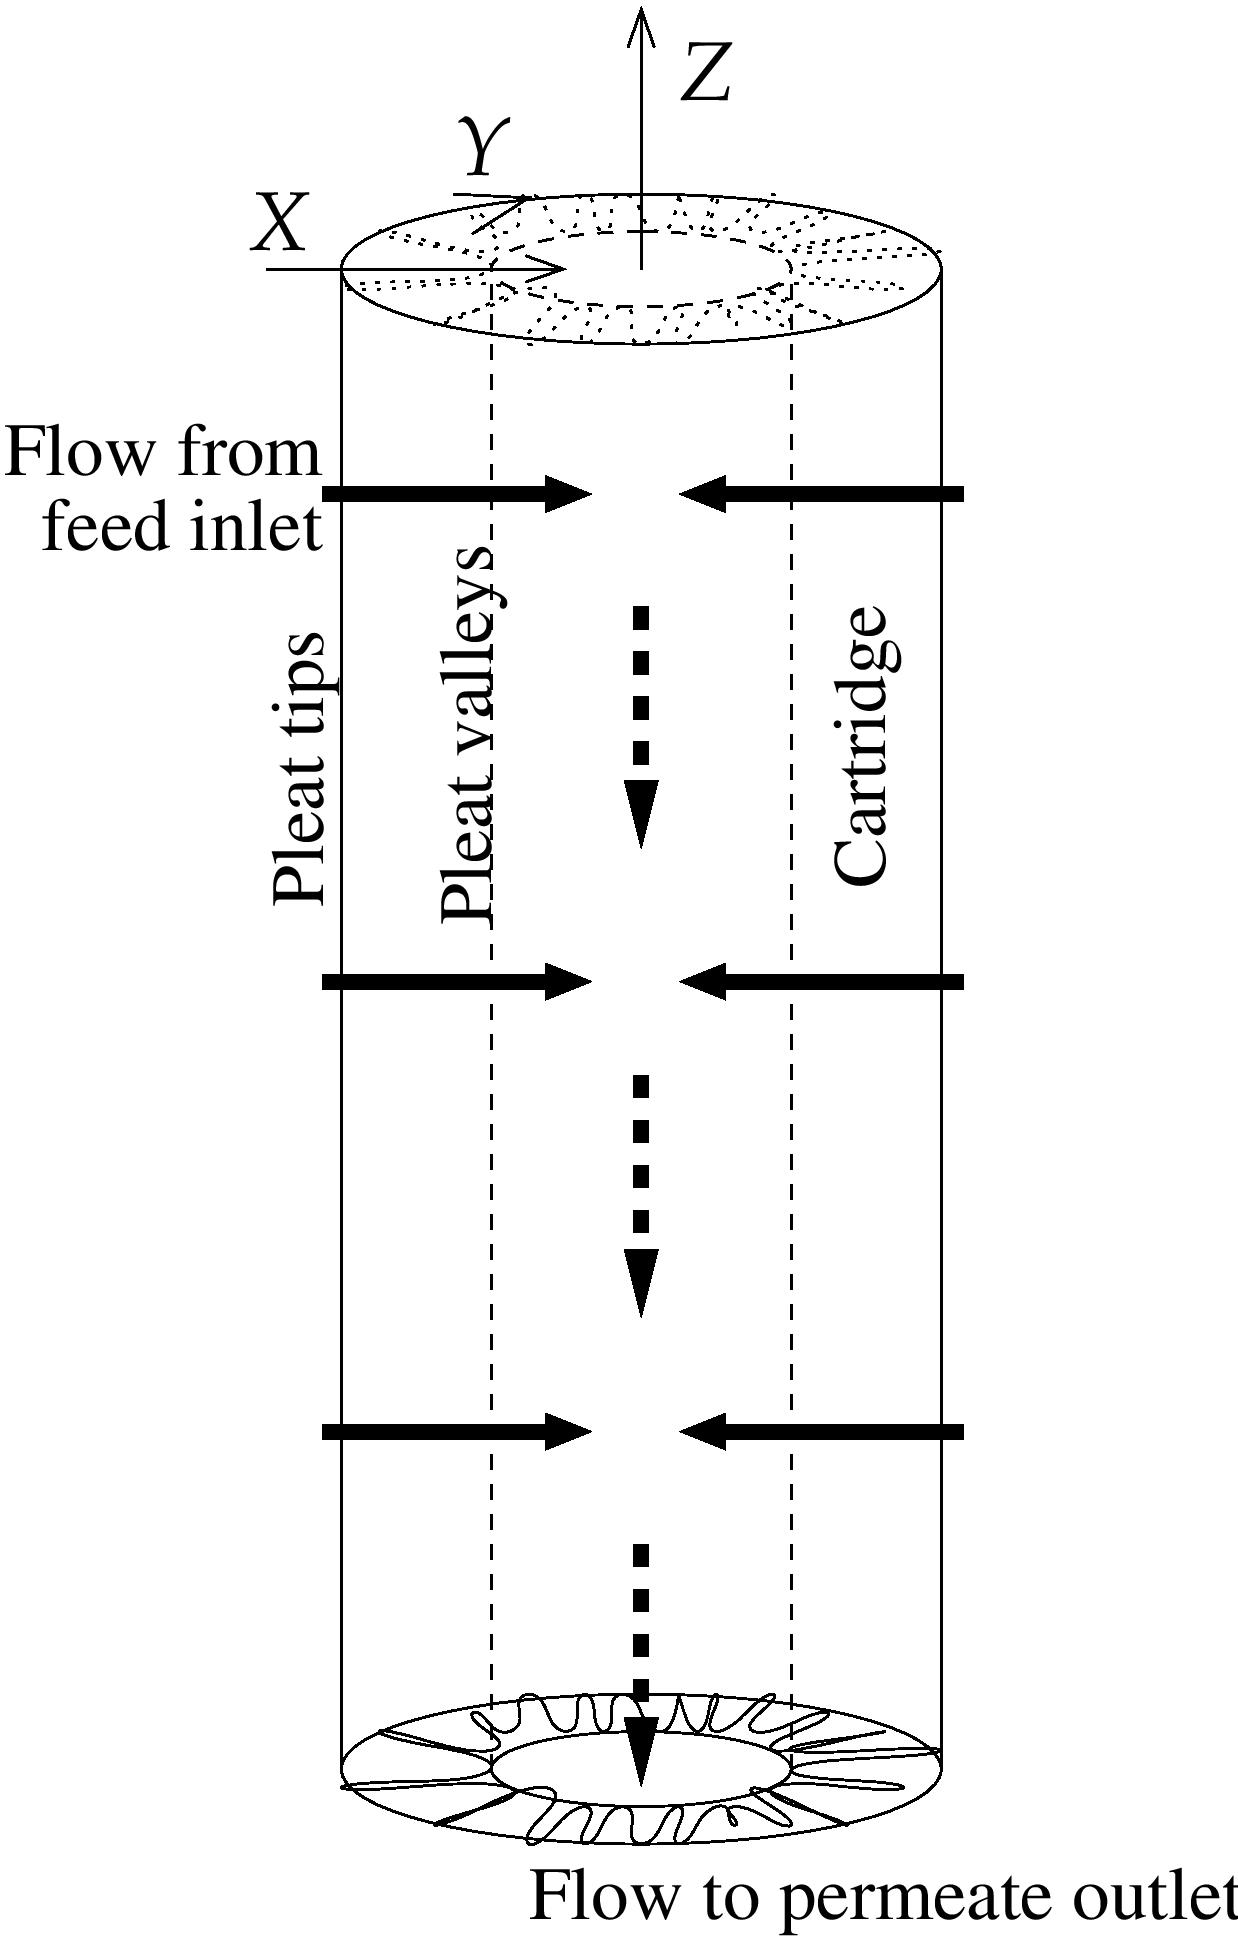 Z
Y
X
Flow from
feed inlet
Pleat tips
Pleat valleys
Cartridge
Flow to permeate outlet